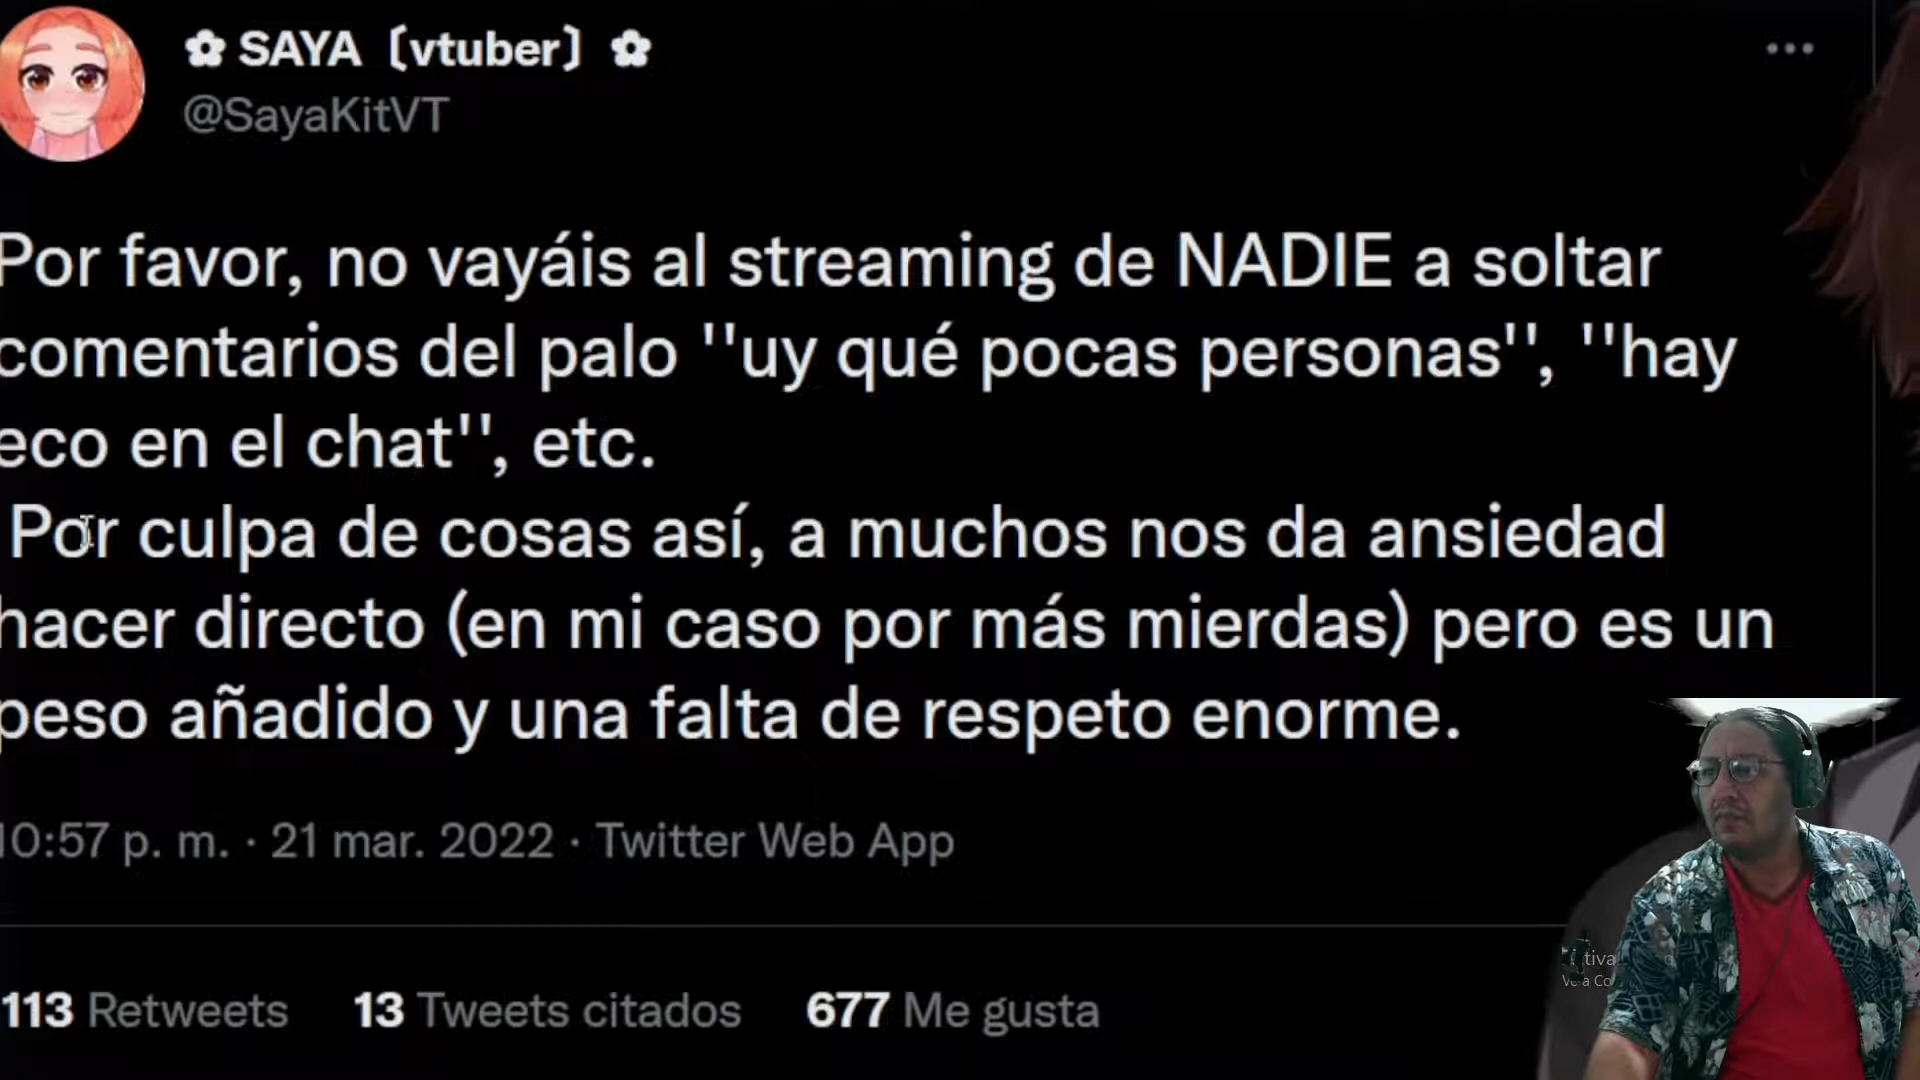 ✿ SAYA〔vtuber〕✿
@SayaKitVT
Por favor, no vayáis al streaming de NADIE a soltar
comentarios del palo ''uy qué pocas personas'', ''hay
eco en el chat'', etc.
Por culpa de cosas así, a muchos nos da ansiedad
hacer directo (en mi caso por más mierdas) pero es un
peso añadido y una falta de respeto enorme.
10:57 p. m. · 21 mar. 2022 · Twitter Web App
113 Retweets 13 Tweets citados 677 Me gusta